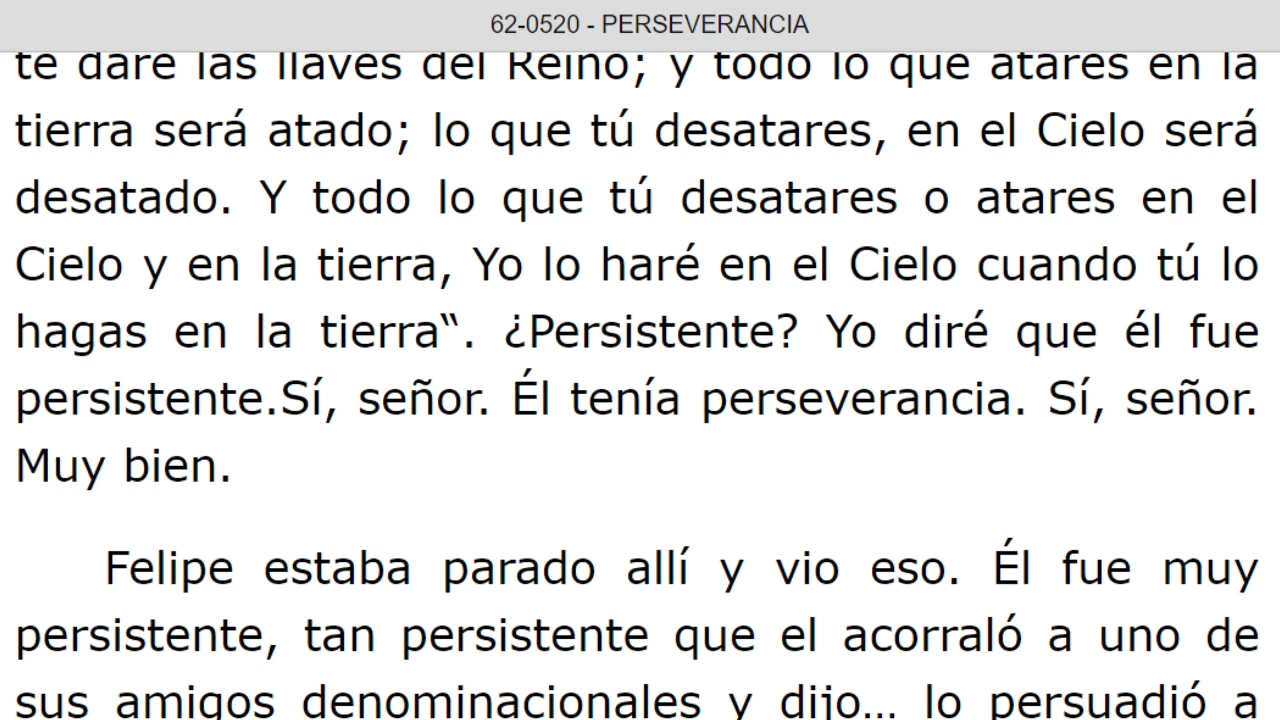 62-0520 - PERSEVERANCIA
te daré las llaves del Reino; y todo lo que atares en la
tierra será atado; lo que tú desatares, en el Cielo será
desatado. Y todo lo que tú desatares o atares en el
Cielo y en la tierra, Yo lo haré en el Cielo cuando tú lo
hagas en la tierra‟. ¿Persistente? Yo diré que él fue
persistente.Sí, señor. Él tenía perseverancia. Sí, señor.
Muy bien.
Felipe estaba parado allí y vio eso. Él fue muy
persistente, tan persistente que el acorraló a uno de
sus amigos denominacionales y dijo… lo persuadió a